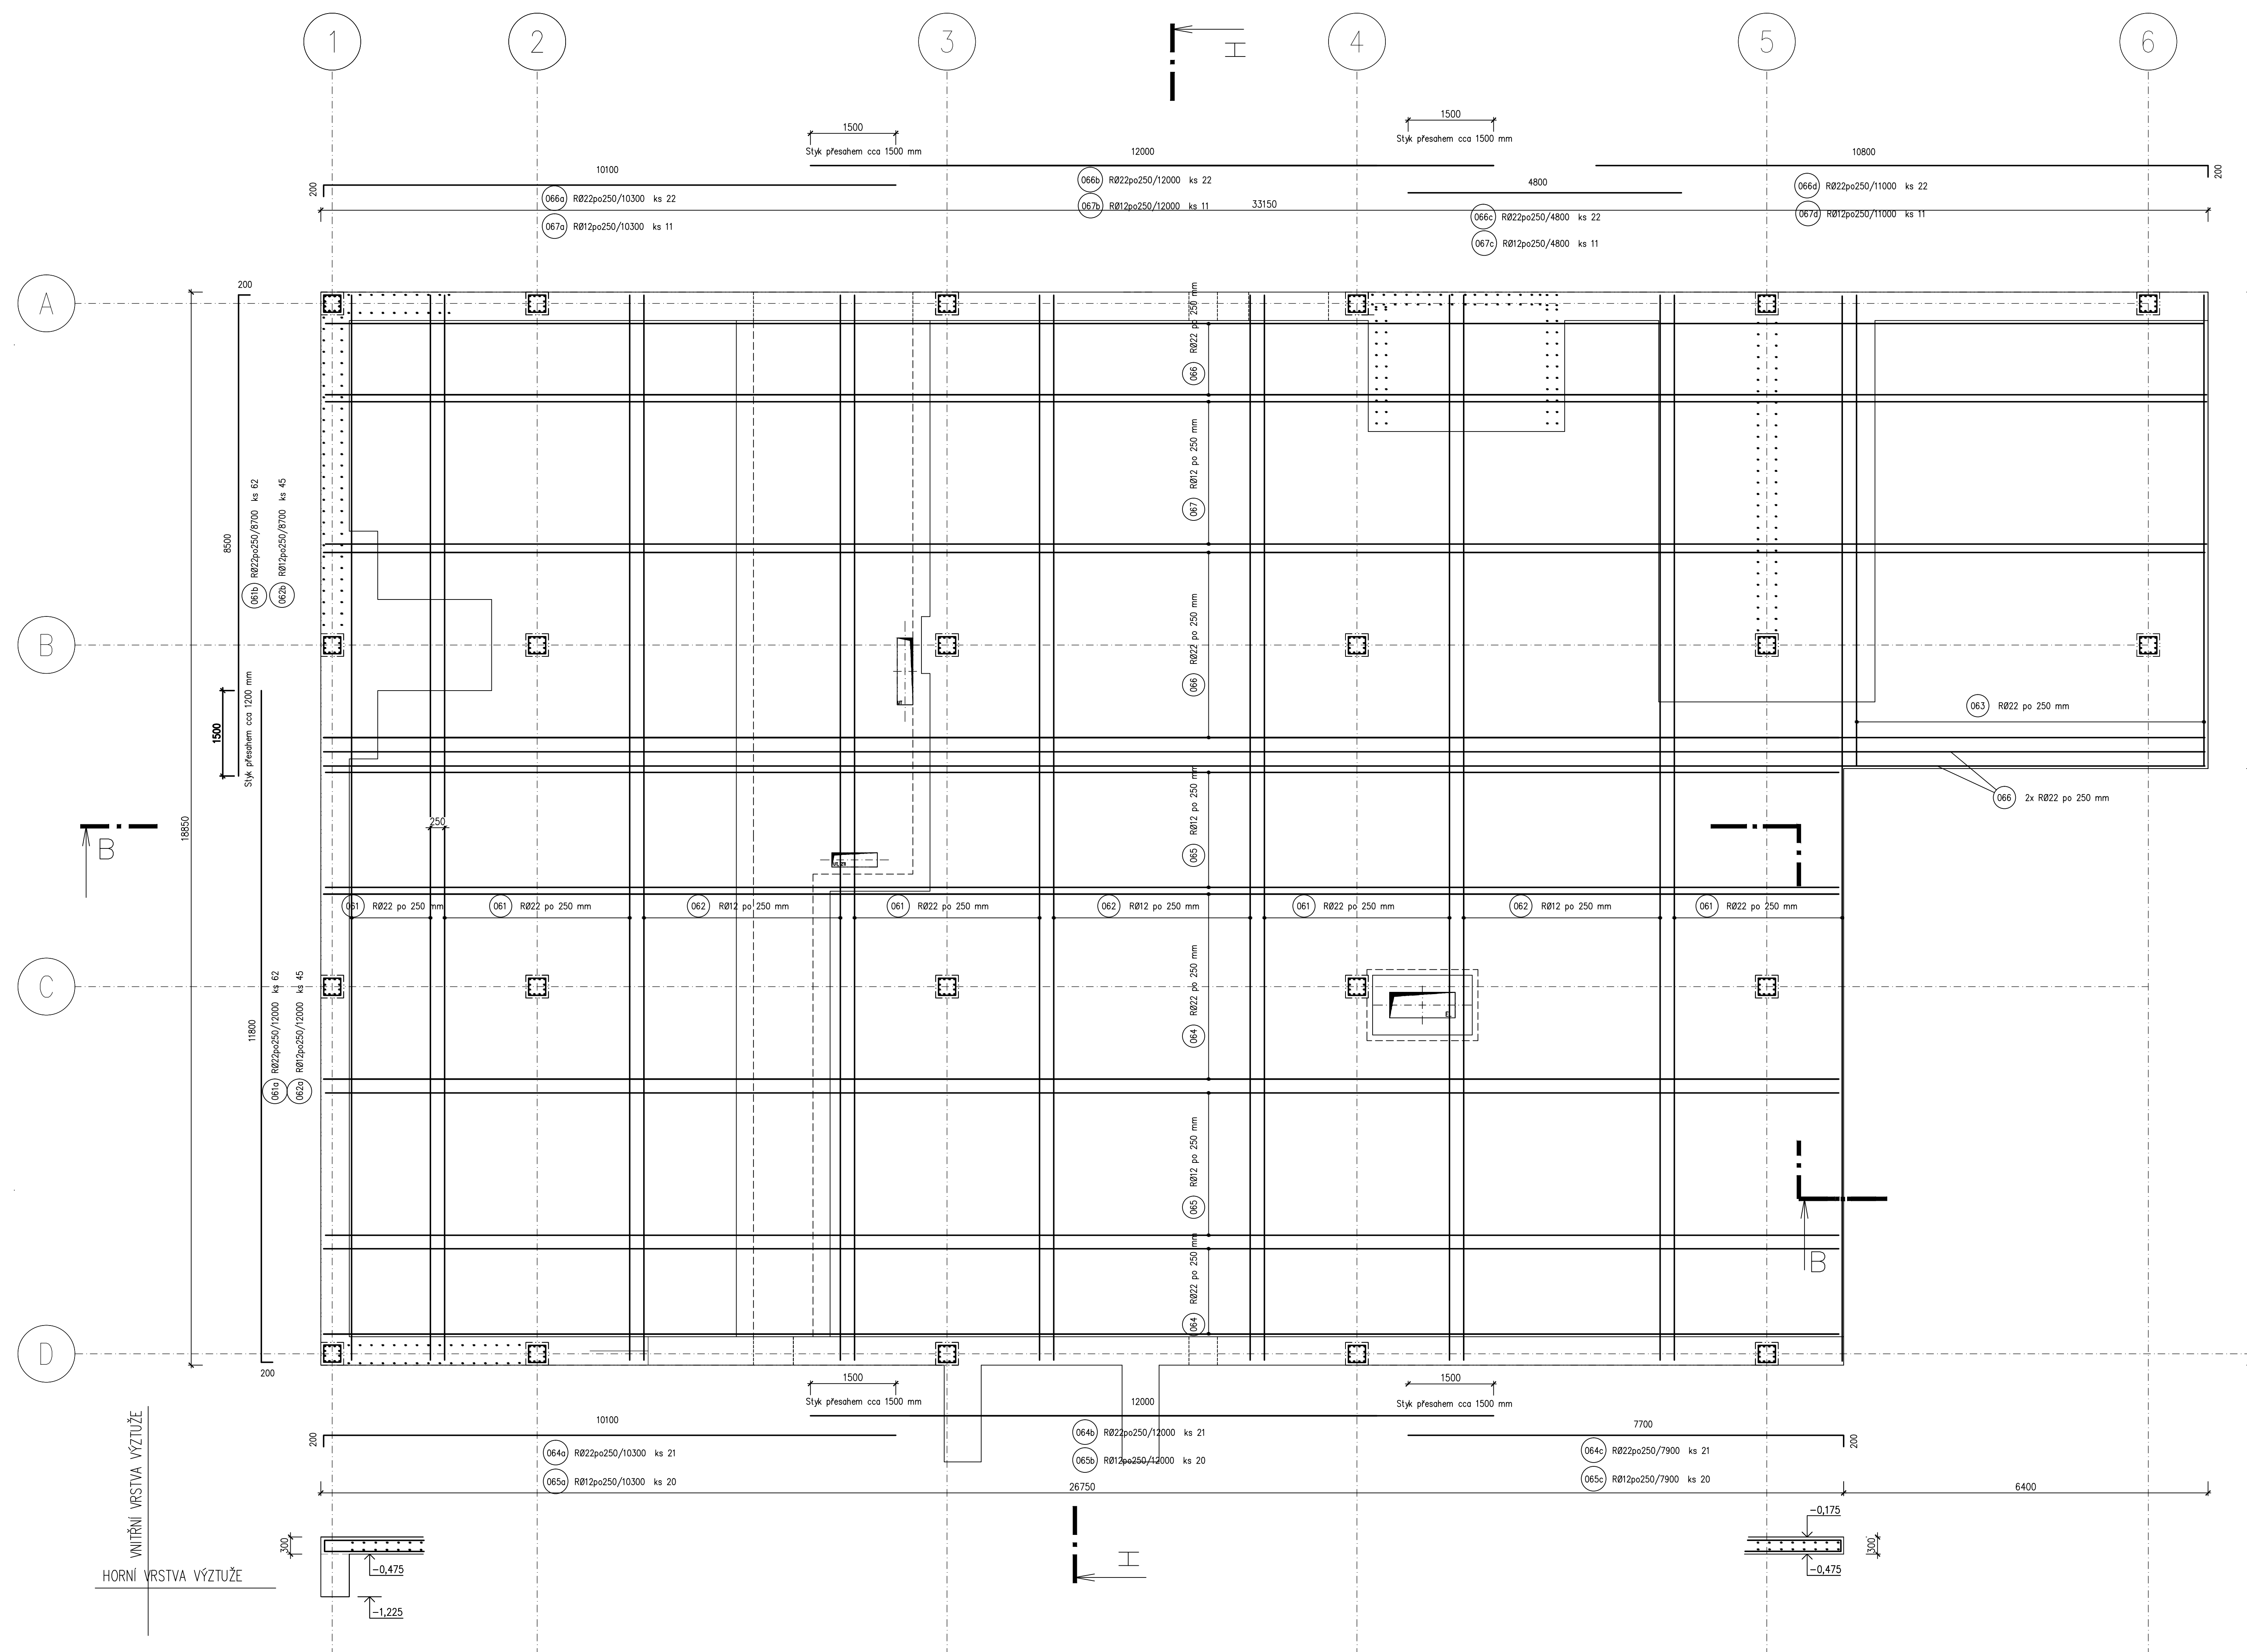 1
2
3
4
5
6
H
1500
Styk přesahem cca 1500 mm
1500
Styk přesahem cca 1500 mm
12000
10800
10100
4800
200
200
066a RØ22po250/10300 ks 22
067a RØ12po250/10300 ks 11
066b RØ22po250/12000 ks 22
067b RØ12po250/12000 ks 11
33150
066c RØ22po250/4800 ks 22
067c RØ12po250/4800 ks 11
066d RØ22po250/11000 ks 22
067d RØ12po250/11000 ks 11
A
B
C
D
200
8500
061b RØ22po250/8700 ks 62
062b RØ12po250/8700 ks 45
1500
Styk přesahem cca 1200 mm
18850
11800
061a RØ22po250/12000 ks 62
062a RØ12po250/12000 ks 45
200
B
250
066 RØ22 po 250 mm
067 RØ12 po 250 mm
066 RØ22 po 250 mm
065 RØ12 po 250 mm
064 RØ22 po 250 mm
065 RØ12 po 250 mm
064 RØ22 po 250 mm
063 RØ22 po 250 mm
066 2x RØ22 po 250 mm
061 RØ22 po 250 mm
061 RØ22 po 250 mm
062 RØ12 po 250 mm
061 RØ22 po 250 mm
062 RØ12 po 250 mm
061 RØ22 po 250 mm
062 RØ12 po 250 mm
061 RØ22 po 250 mm
B
1500
Styk přesahem cca 1500 mm
1500
Styk přesahem cca 1500 mm
10100
12000
7700
200
200
064a RØ22po250/10300 ks 21
065a RØ12po250/10300 ks 20
064b RØ22po250/12000 ks 21
065b RØ12po250/12000 ks 20
064c RØ22po250/7900 ks 21
065c RØ12po250/7900 ks 20
26750
6400
VNITŘNÍ VRSTVA VÝZTUŽE
HORNÍ VRSTVA VÝZTUŽE
300
-0,475
-1,225
H
-0,175
-0,475
300